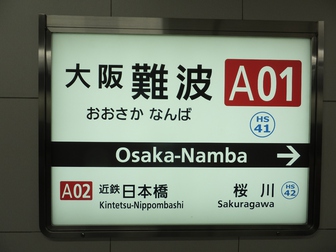 大阪難波 A01
おおさか なんば
HS
41
Osaka-Namba →
A02 近鉄日本橋 桜川 HS 42
Kintetsu-Nippombashi Sakuragawa